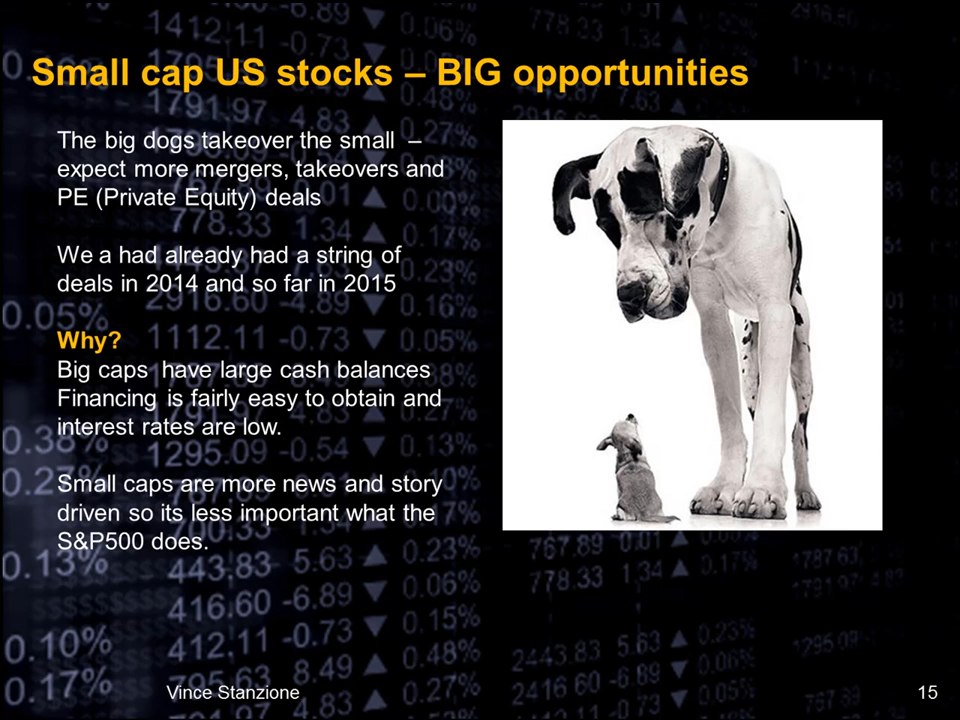 Small cap US stocks – BIG opportunities
The big dogs takeover the small –
expect more mergers, takeovers and
PE (Private Equity) deals
We a had already had a string of
deals in 2014 and so far in 2015
Why?
Big caps have large cash balances
Financing is fairly easy to obtain and
interest rates are low.
Small caps are more news and story
driven so its less important what the
S&P500 does.
Vince Stanzione
15